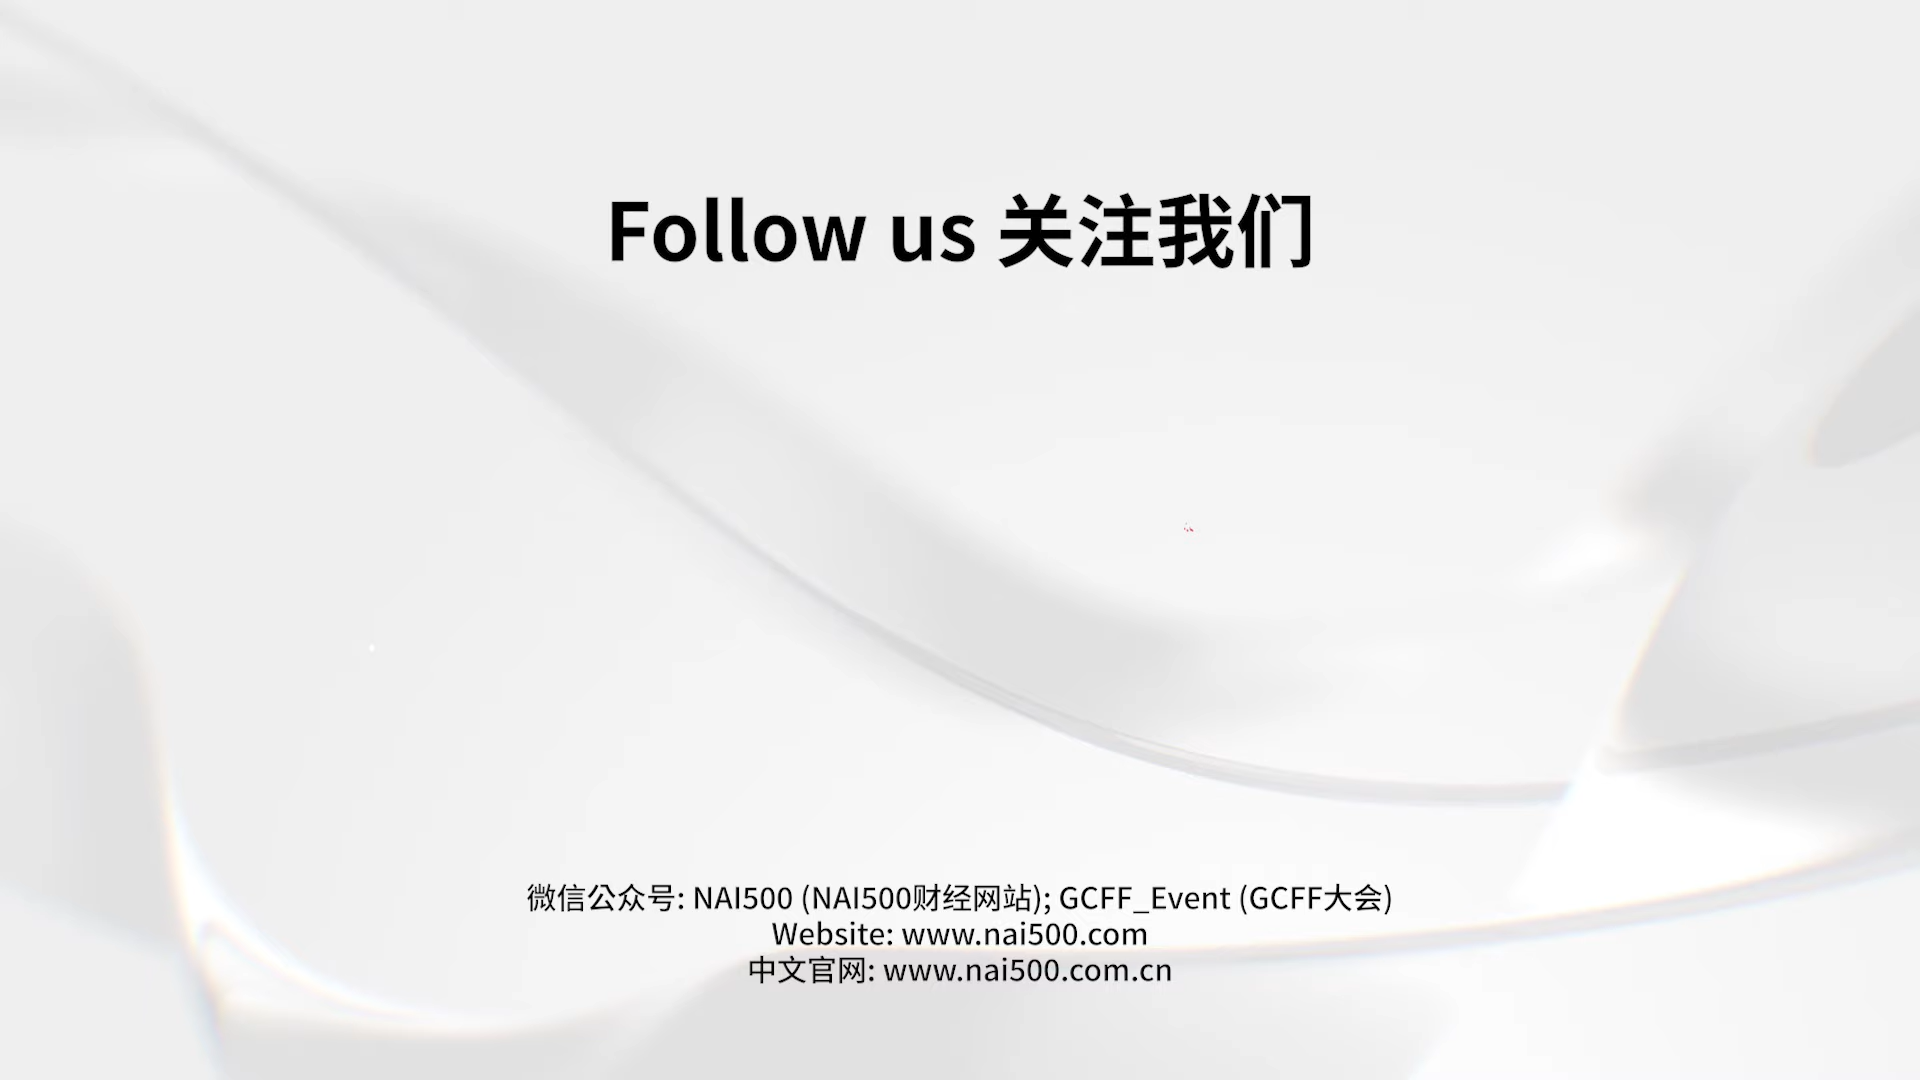 Follow us 关注我们
微信公众号: NAI500 (NAI500财经网站); GCFF_Event (GCFF大会)
Website: www.nai500.com
中文官网: www.nai500.com.cn